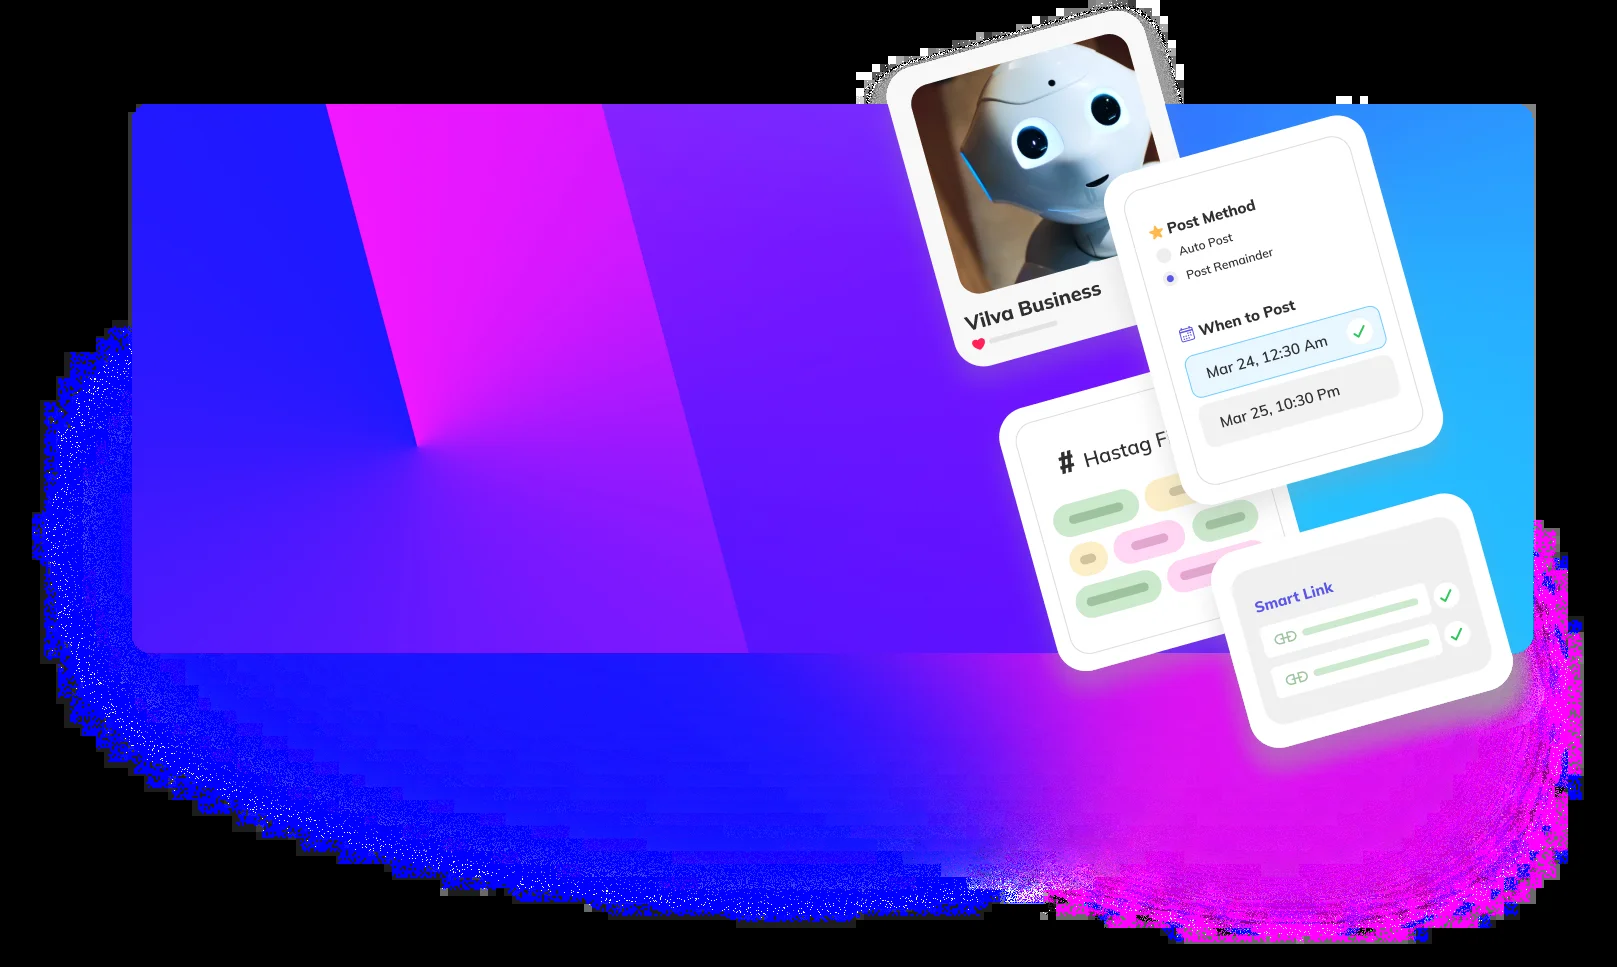 Vilva Business
Post Method
Auto Post
Post Remainder
When to Post
Mar 24, 12:30 Am
Mar 25, 10:30 Pm
# Hastag F
Smart Link